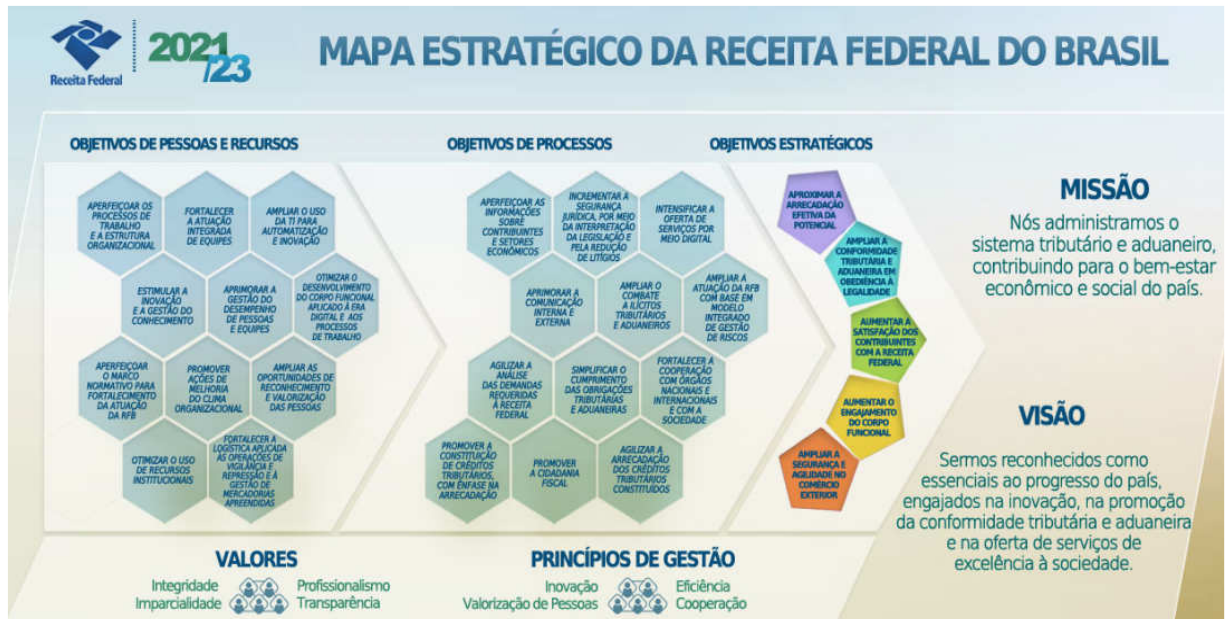 Receita Federal
2021
/23
MAPA ESTRATÉGICO DA RECEITA FEDERAL DO BRASIL
OBJETIVOS DE PESSOAS E RECURSOS
APERFEIÇOAR OS
PROCESSOS DE
TRABALHO
E A ESTRUTURA
ORGANIZACIONAL
FORTALECER
A ATUAÇÃO
INTEGRADA
DE EQUIPES
AMPLIAR O USO
DA TI PARA
AUTOMATIZAÇÃO
E INOVAÇÃO
ESTIMULAR A
INOVAÇÃO
E A GESTÃO DO
CONHECIMENTO
APRIMORAR A
GESTÃO DO
DESEMPENHO
DE PESSOAS
E EQUIPES
OTIMIZAR O
DESENVOLVIMENTO
DO CORPO FUNCIONAL
APLICADO À ERA
DIGITAL E AOS
PROCESSOS
DE TRABALHO
APERFEIÇOAR
O MARCO
NORMATIVO PARA
FORTALECIMENTO
DA ATUAÇÃO
DA RFB
PROMOVER
AÇÕES DE
MELHORIA
DO CLIMA
ORGANIZACIONAL
AMPLIAR AS
OPORTUNIDADES DE
RECONHECIMENTO
E VALORIZAÇÃO
DAS PESSOAS
OTIMIZAR O USO
DE RECURSOS
INSTITUCIONAIS
FORTALECER A
LOGÍSTICA APLICADA
ÀS OPERAÇÕES DE
VIGILÂNCIA E
REPRESSÃO E À
GESTÃO DE
MERCADORIAS
APREENDIDAS
OBJETIVOS DE PROCESSOS
APERFEIÇOAR AS
INFORMAÇÕES
SOBRE
CONTRIBUINTES
E SETORES
ECONÔMICOS
INCREMENTAR A
SEGURANÇA
JURÍDICA, POR MEIO
DA INTERPRETAÇÃO
DA LEGISLAÇÃO E
PELA REDUÇÃO
DE LITÍGIOS
INTENSIFICAR A
OFERTA DE
SERVIÇOS POR
MEIO DIGITAL
APRIMORAR A
COMUNICAÇÃO
INTERNA E
EXTERNA
AMPLIAR O
COMBATE
A ILÍCITOS
TRIBUTÁRIOS
E ADUANEIROS
AMPLIAR A
ATUAÇÃO DA RFB
COM BASE EM
MODELO
INTEGRADO
DE GESTÃO
DE RISCOS
AGILIZAR A
ANÁLISE
DAS DEMANDAS
REQUERIDAS
À RECEITA
FEDERAL
SIMPLIFICAR O
CUMPRIMENTO
DAS OBRIGAÇÕES
TRIBUTÁRIAS
E ADUANEIRAS
FORTALECER A
COOPERAÇÃO
COM ÓRGÃOS
NACIONAIS E
INTERNACIONAIS
E COM A
SOCIEDADE
PROMOVER A
CONSTITUIÇÃO
DE CRÉDITOS
TRIBUTÁRIOS,
COM ÊNFASE NA
ARRECADAÇÃO
PROMOVER
A CIDADANIA
FISCAL
AGILIZAR A
ARRECADAÇÃO
DOS CRÉDITOS
TRIBUTÁRIOS
CONSTITUÍDOS
OBJETIVOS ESTRATÉGICOS
APROXIMAR A
ARRECADAÇÃO
EFETIVA DA
POTENCIAL
AMPLIAR A
CONFORMIDADE
TRIBUTÁRIA E
ADUANEIRA EM
OBEDIÊNCIA À
LEGALIDADE
AUMENTAR A
SATISFAÇÃO DOS
CONTRIBUINTES
COM A RECEITA
FEDERAL
AUMENTAR O
ENGAJAMENTO
DO CORPO
FUNCIONAL
AMPLIAR A
SEGURANÇA E
AGILIDADE NO
COMÉRCIO
EXTERIOR
MISSÃO
Nós administramos o
sistema tributário e aduaneiro,
contribuindo para o bem-estar
econômico e social do país.
VISÃO
Sermos reconhecidos como
essenciais ao progresso do país,
engajados na inovação, na promoção
da conformidade tributária e aduaneira
e na oferta de serviços de
excelência à sociedade.
VALORES
Integridade
Imparcialidade
Profissionalismo
Transparência
PRINCÍPIOS DE GESTÃO
Inovação
Valorização de Pessoas
Eficiência
Cooperação